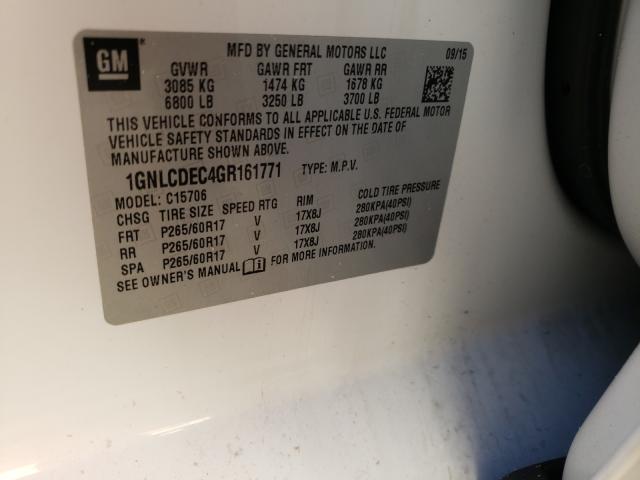 GM
MFD BY GENERAL MOTORS LLC 09/15
GVWR GAWR FRT GAWR RR
3085 KG 1474 KG 1678 KG
6800 LB 3250 LB 3700 LB
THIS VEHICLE CONFORMS TO ALL APPLICABLE U.S. FEDERAL MOTOR
VEHICLE SAFETY STANDARDS IN EFFECT ON THE DATE OF
MANUFACTURE SHOWN ABOVE.
1GNLCDEC4GR161771 TYPE: M.P.V.
MODEL: C15706
CHSG TIRE SIZE SPEED RTG RIM COLD TIRE PRESSURE
FRT P265/60R17 V 17X8J 280KPA(40PSI)
RR P265/60R17 V 17X8J 280KPA(40PSI)
SPA P265/60R17 V 17X8J 280KPA(40PSI)
SEE OWNER'S MANUAL FOR MORE INFORMATION.